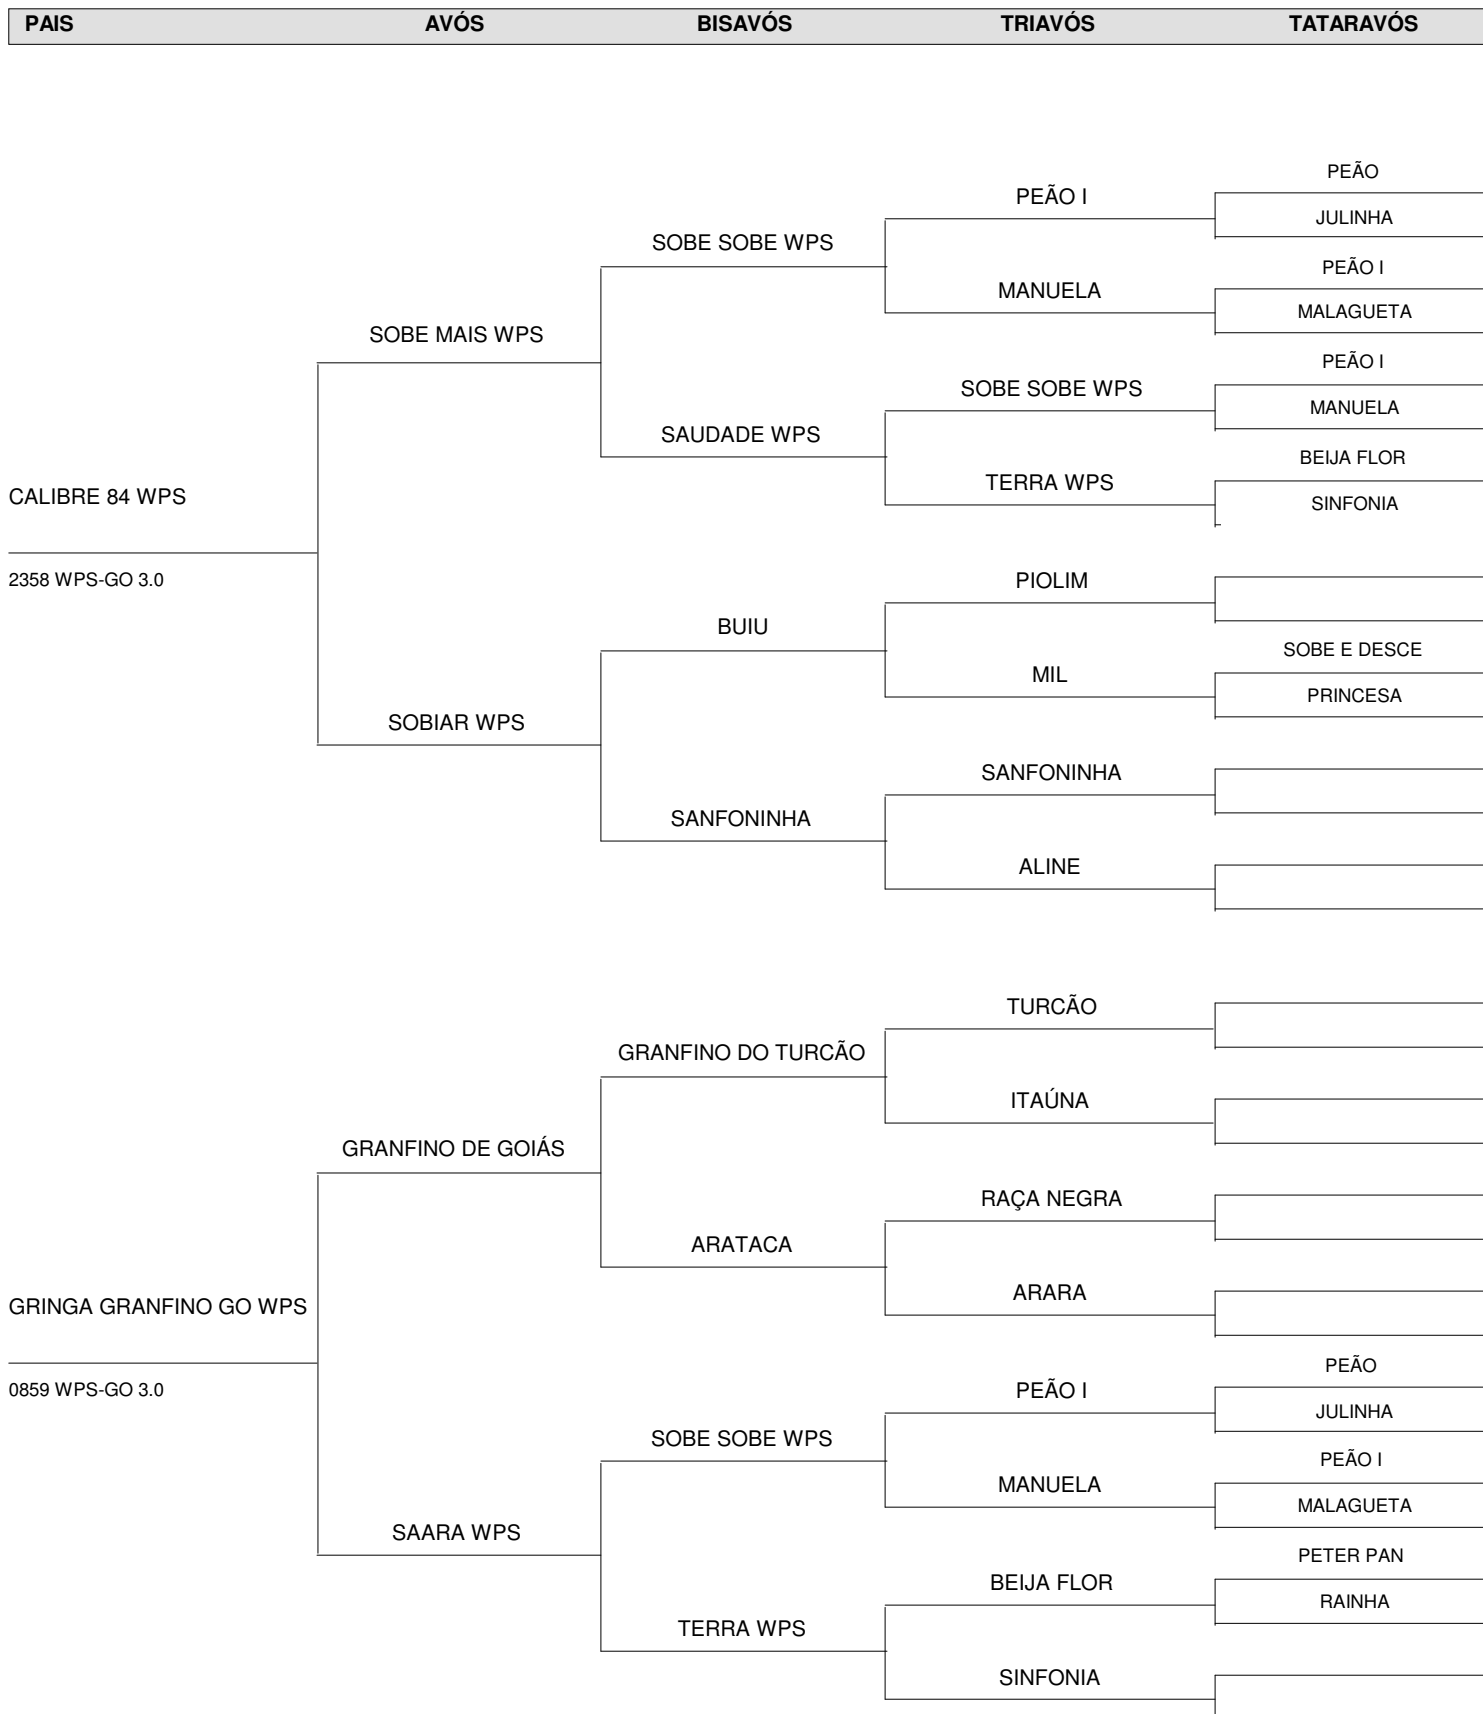 PAIS AVÓS BISAVÓS TRIAVÓS TATARAVÓS
PEÃO
PEÃO I
JULINHA
SOBE SOBE WPS
PEÃO I
MANUELA
MALAGUETA
SOBE MAIS WPS
PEÃO I
SOBE SOBE WPS
MANUELA
SAUDADE WPS
BEIJA FLOR
TERRA WPS
CALIBRE 84 WPS
SINFONIA
2358 WPS-GO 3.0
PIOLIM
BUIU
SOBE E DESCE
MIL
PRINCESA
SOBIAR WPS
SANFONINHA
SANFONINHA
ALINE
TURCÃO
GRANFINO DO TURCÃO
ITAÚNA
GRANFINO DE GOIÁS
RAÇA NEGRA
ARATACA
ARARA
GRINGA GRANFINO GO WPS
PEÃO
0859 WPS-GO 3.0
PEÃO I
JULINHA
SOBE SOBE WPS
PEÃO I
MANUELA
MALAGUETA
SAARA WPS
PETER PAN
BEIJA FLOR
RAINHA
TERRA WPS
SINFONIA